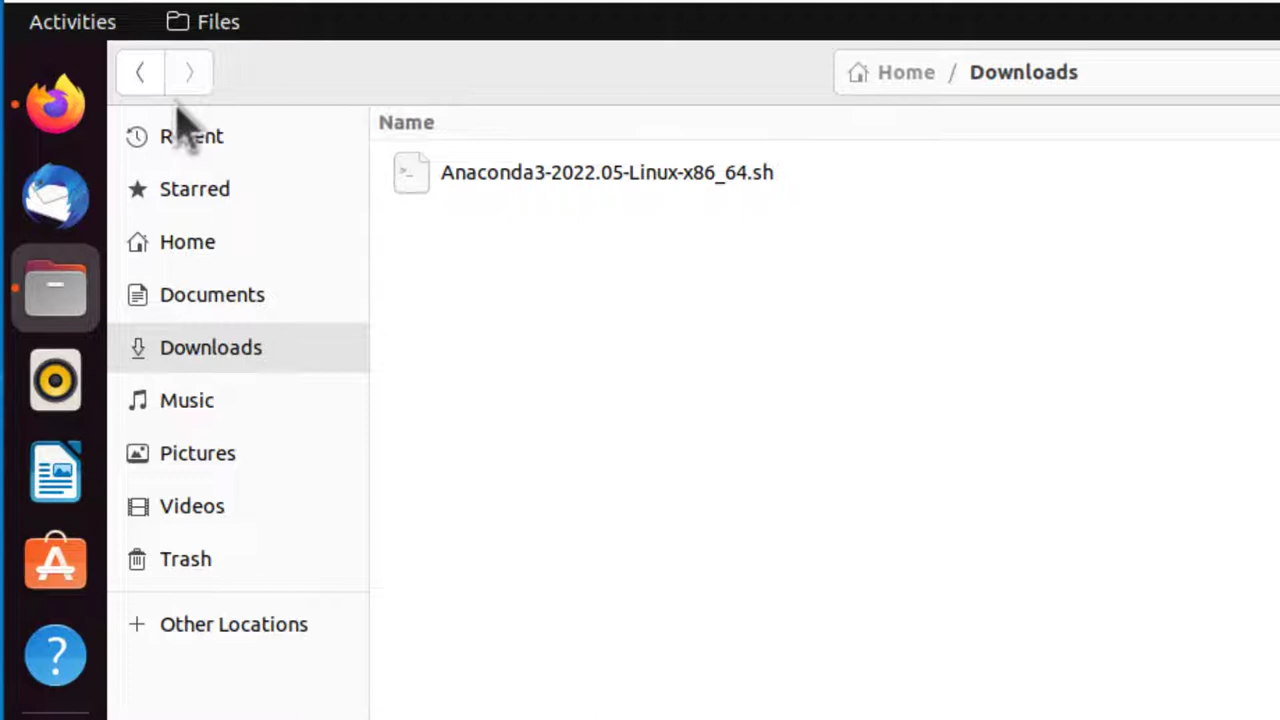 Activities Files
Home / Downloads
Name
Recent
Anaconda3-2022.05-Linux-x86_64.sh
Starred
Home
Documents
Downloads
Music
Pictures
Videos
Trash
Other Locations